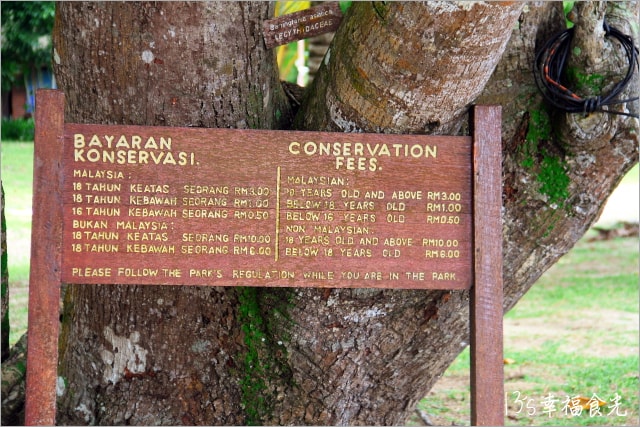 Barringtonia asiatica
LECYTHIDACEAE
BAYARAN
KONSERVASI.
MALAYSIA :
18 TAHUN KEATAS SEORANG RM3.00
18 TAHUN KEBAWAH SEORANG RM1.00
16 TAHUN KEBAWAH SEORANG RM0.50
BUKAN MALAYSIA :
18 TAHUN KEATAS SEORANG RM10.00
18 TAHUN KEBAWAH SEORANG RM6.00
CONSERVATION
FEES.
MALAYSIAN :
YEARS OLD AND ABOVE RM3.00
BELOW 18 YEARS OLD RM1.00
BELOW 16 YEARS OLD RM0.50
NON MALAYSIAN :
18 YEARS OLD AND ABOVE RM10.00
BELOW 18 YEARS OLD RM6.00
PLEASE FOLLOW THE PARK'S REGULATION WHILE YOU ARE IN THE PARK.
幸福食光